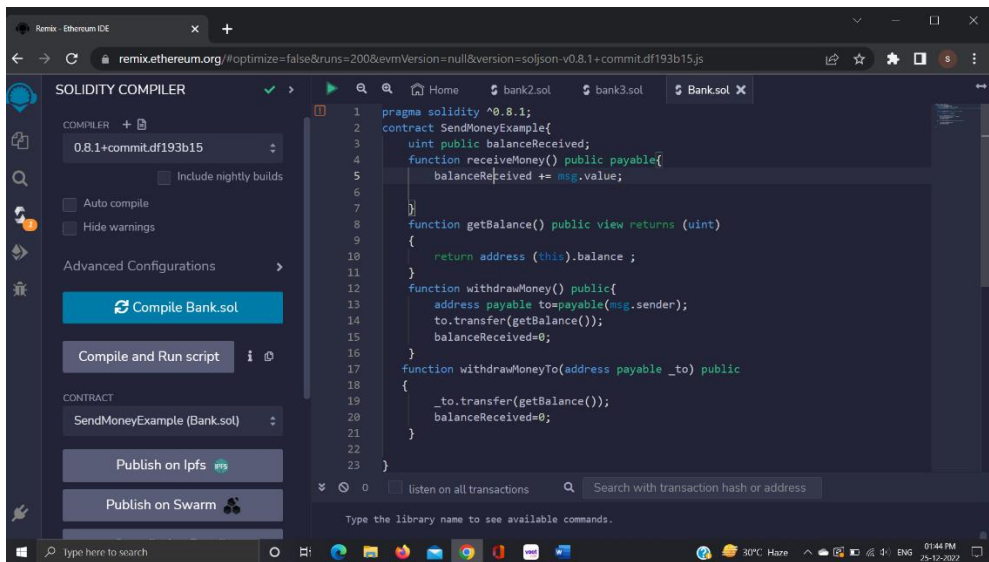 Remix - Ethereum IDE
remix.ethereum.org/#optimize=false&runs=200&evmVersion=null&version=soljson-v0.8.1+commit.df193b15.js
s
SOLIDITY COMPILER
COMPILER
0.8.1+commit.df193b15
Include nightly builds
Auto compile
Hide warnings
2
Advanced Configurations
Compile Bank.sol
Compile and Run script
CONTRACT
SendMoneyExample (Bank.sol)
Publish on Ipfs IPFS
Publish on Swarm
Home bank2.sol bank3.sol Bank.sol
1 pragma solidity ^0.8.1;
2 contract SendMoneyExample{
3 uint public balanceReceived;
4 function receiveMoney() public payable{
5 balanceReceived += msg.value;
6
7 }
8 function getBalance() public view returns (uint)
9 {
10 return address (this).balance ;
11 }
12 function withdrawMoney() public{
13 address payable to=payable(msg.sender);
14 to.transfer(getBalance());
15 balanceReceived=0;
16 }
17 function withdrawMoneyTo(address payable _to) public
18 {
19 _to.transfer(getBalance());
20 balanceReceived=0;
21 }
22
23 }
0 listen on all transactions Search with transaction hash or address
Type the library name to see available commands.
Type here to search
30°C Haze
ENG
01:44 PM
25-12-2022